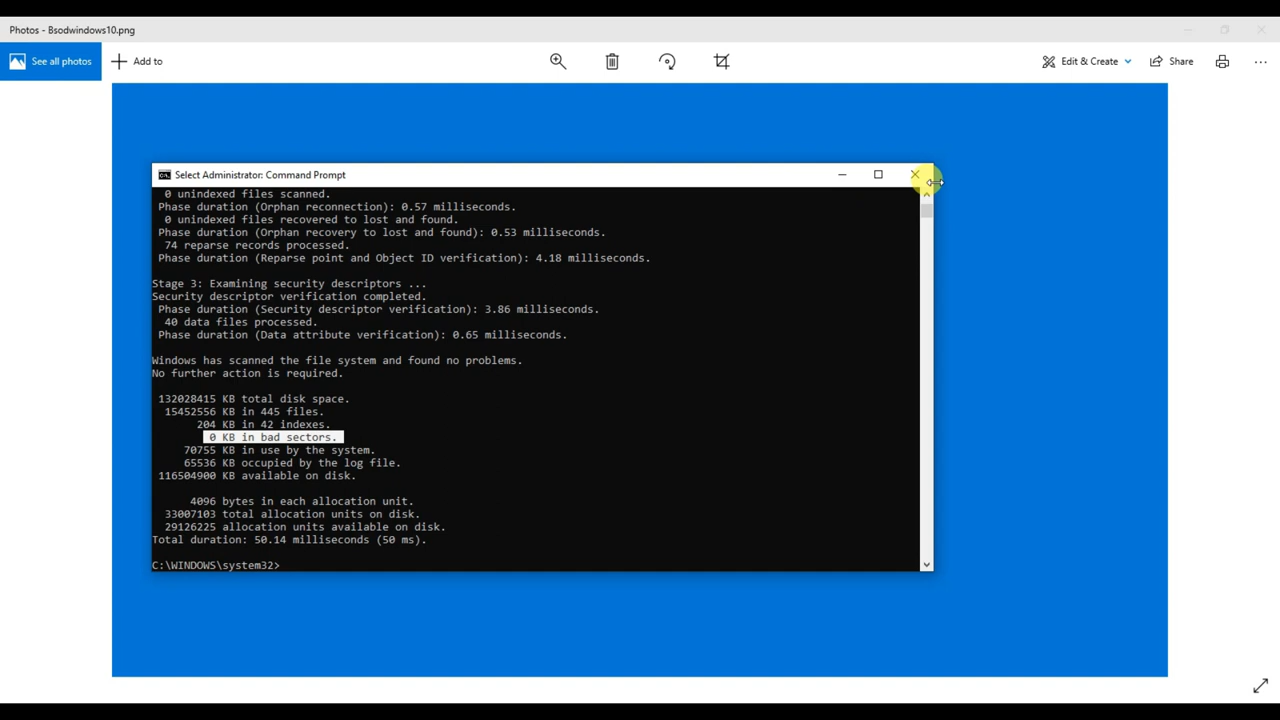 Photos - Bsodwindows10.png
See all photos
Add to
Edit & Create
Share
Select Administrator: Command Prompt
0 unindexed files scanned.
Phase duration (Orphan reconnection): 0.57 milliseconds.
0 unindexed files recovered to lost and found.
Phase duration (Orphan recovery to lost and found): 0.53 milliseconds.
74 reparse records processed.
Phase duration (Reparse point and Object ID verification): 4.18 milliseconds.
Stage 3: Examining security descriptors ...
Security descriptor verification completed.
Phase duration (Security descriptor verification): 3.86 milliseconds.
40 data files processed.
Phase duration (Data attribute verification): 0.65 milliseconds.
Windows has scanned the file system and found no problems.
No further action is required.
132028415 KB total disk space.
15452556 KB in 445 files.
204 KB in 42 indexes.
0 KB in bad sectors.
70755 KB in use by the system.
65536 KB occupied by the log file.
116504900 KB available on disk.
4096 bytes in each allocation unit.
33007103 total allocation units on disk.
29126225 allocation units available on disk.
Total duration: 50.14 milliseconds (50 ms).
C:\WINDOWS\system32>